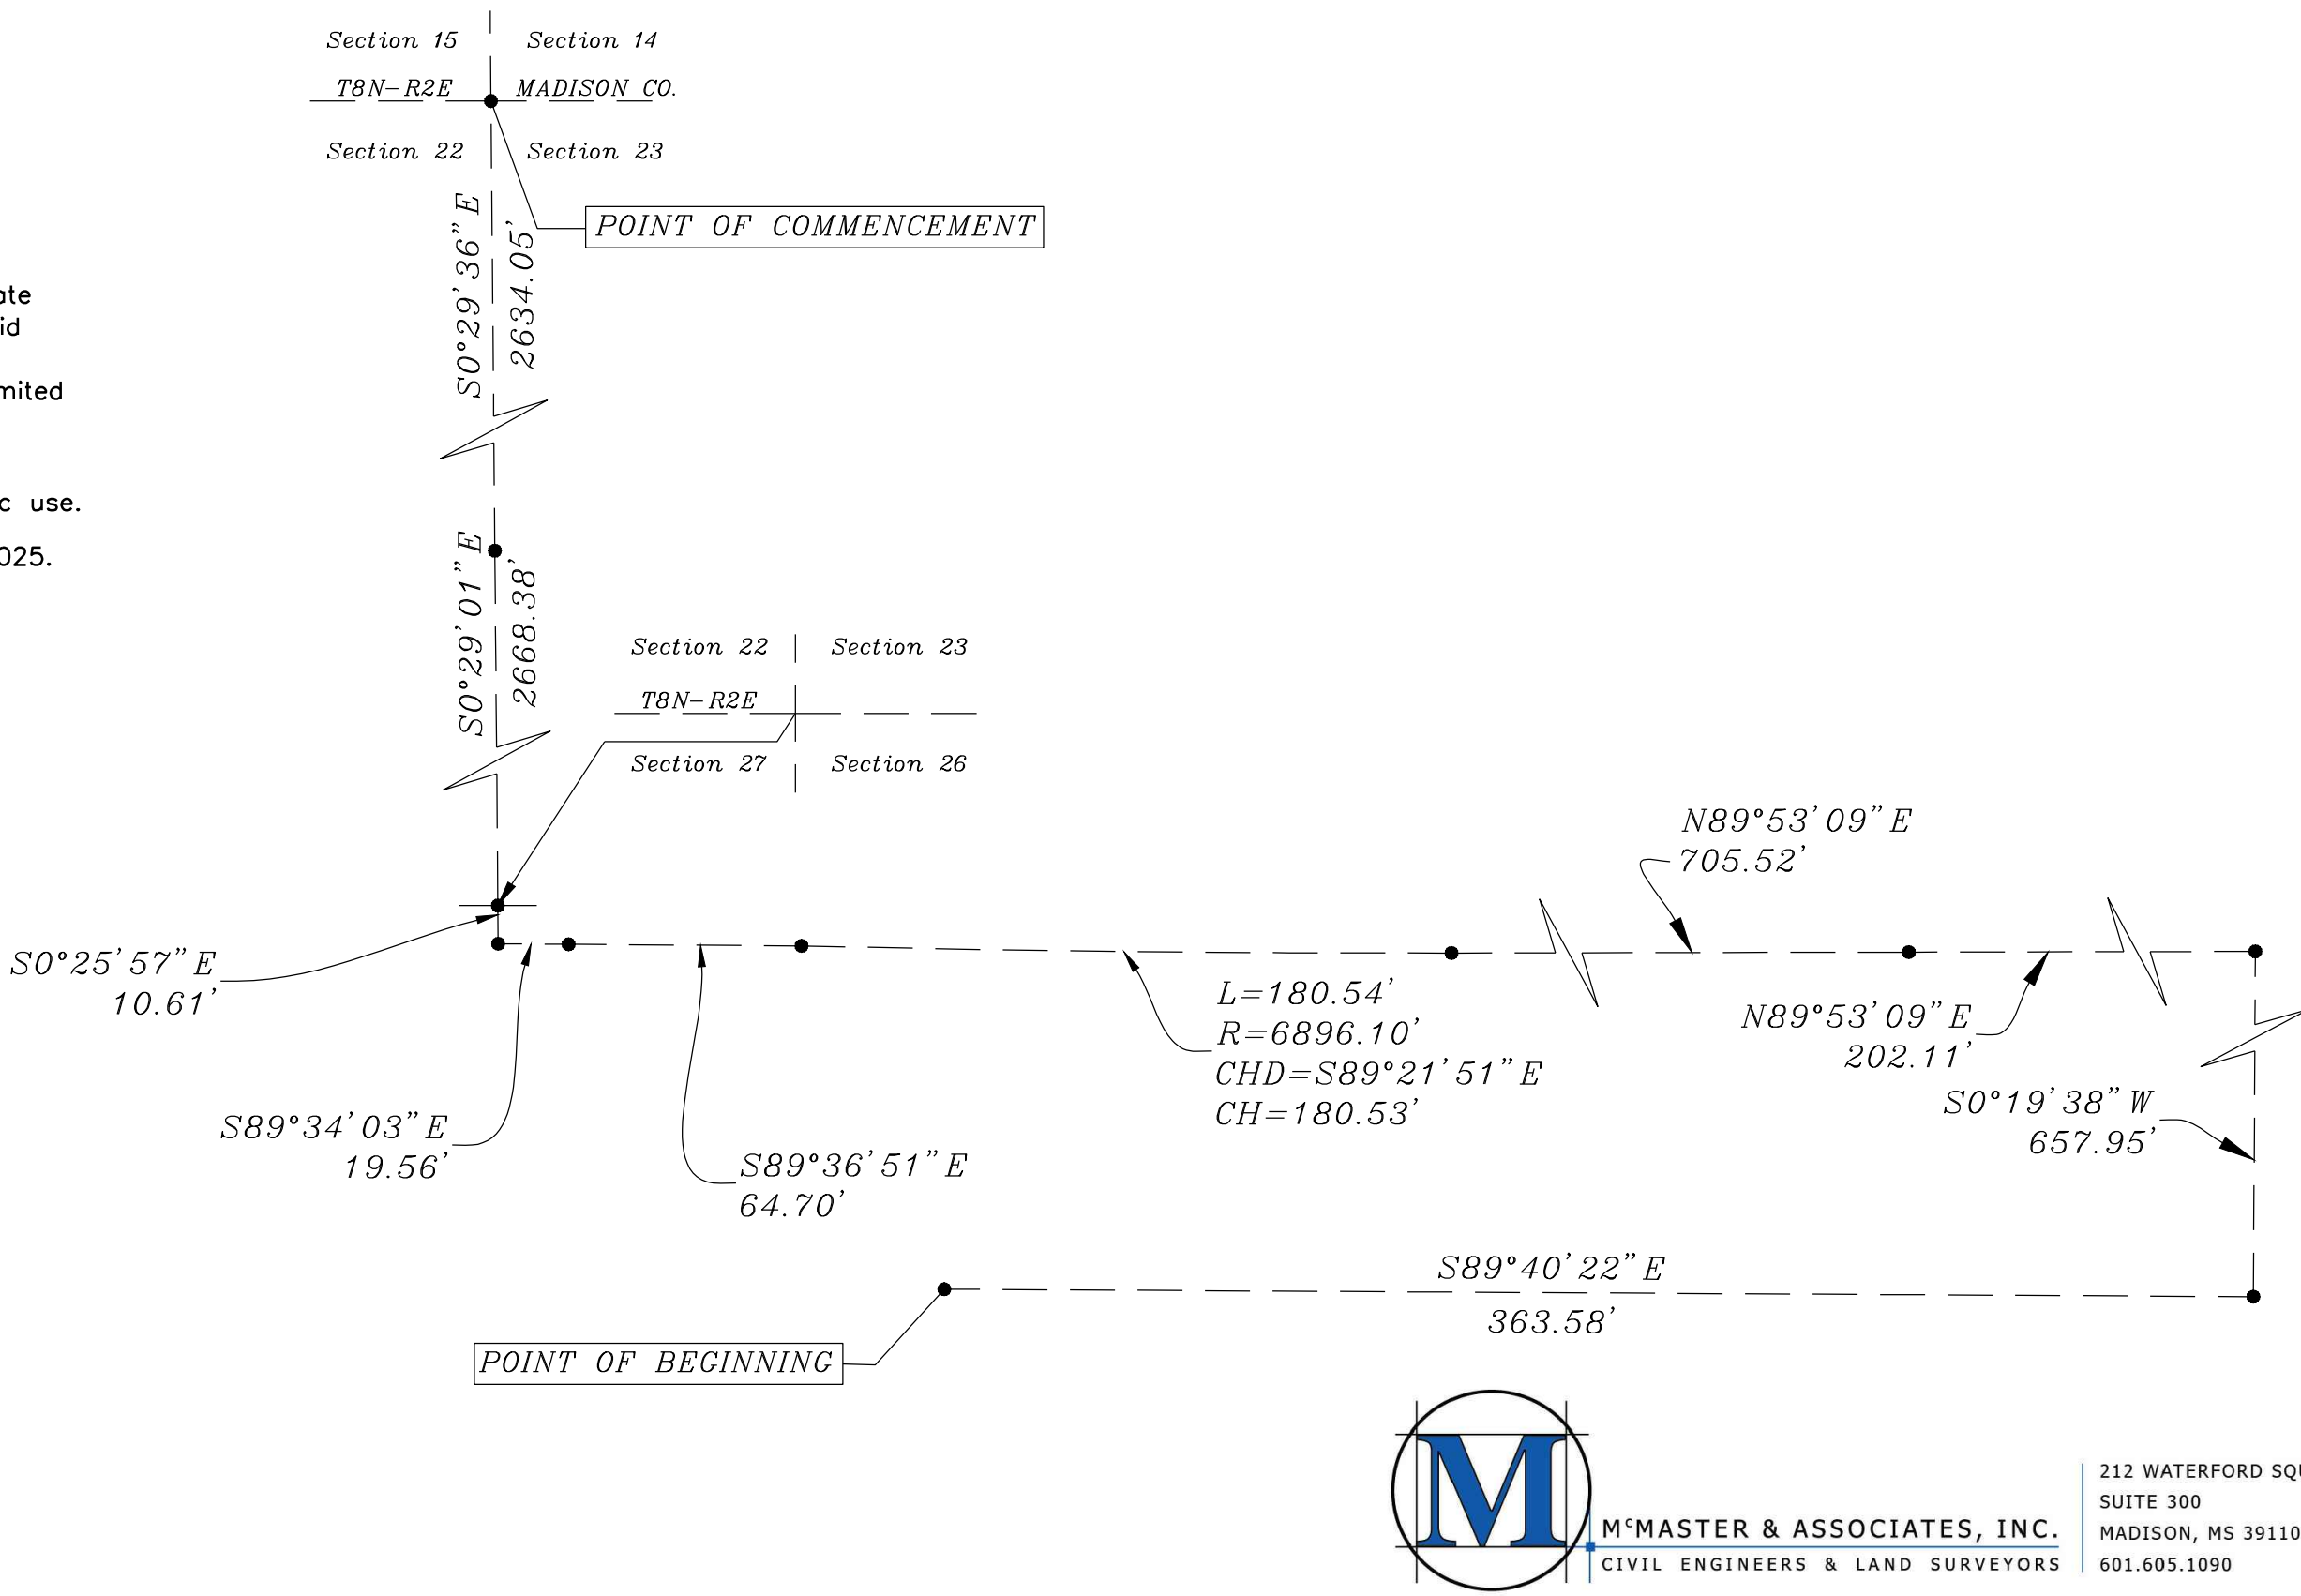 Section 15
Section 14
T8N-R2E
MADISON CO.
Section 22
Section 23
POINT OF COMMENCEMENT
S0°29'36"E
2634.05'
use.
S0°29'01"E
2668.38'
Section 22
Section 23
T8N-R2E
Section 27
Section 26
N89°53'09"E
705.52'
S0°25'57"E
10.61'
L=180.54'
R=6896.10'
CHD=S89°21'51"E
CH=180.53'
N89°53'09"E
202.11'
S0°19'38"W
657.95'
S89°34'03"E
19.56'
S89°36'51"E
64.70'
S89°40'22"E
363.58'
POINT OF BEGINNING
M
McMASTER & ASSOCIATES, INC.
CIVIL ENGINEERS & LAND SURVEYORS
212 WATERFORD
SUITE 300
MADISON, MS 39110
601.605.1090